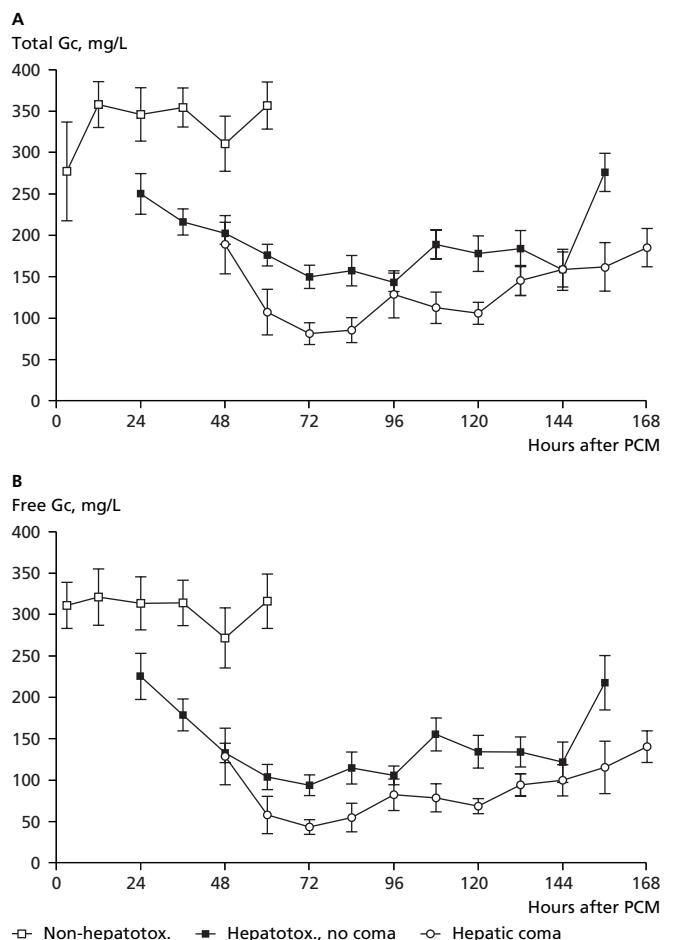 A
Total Gc, mg/L
400
350
300
250
200
150
100
50
0
0 24 48 72 96 120 144 168
Hours after PCM
B
Free Gc, mg/L
400
350
300
250
200
150
100
50
0
0 24 48 72 96 120 144 168
Hours after PCM
Non-hepatotox. Hepatotox., no coma Hepatic coma